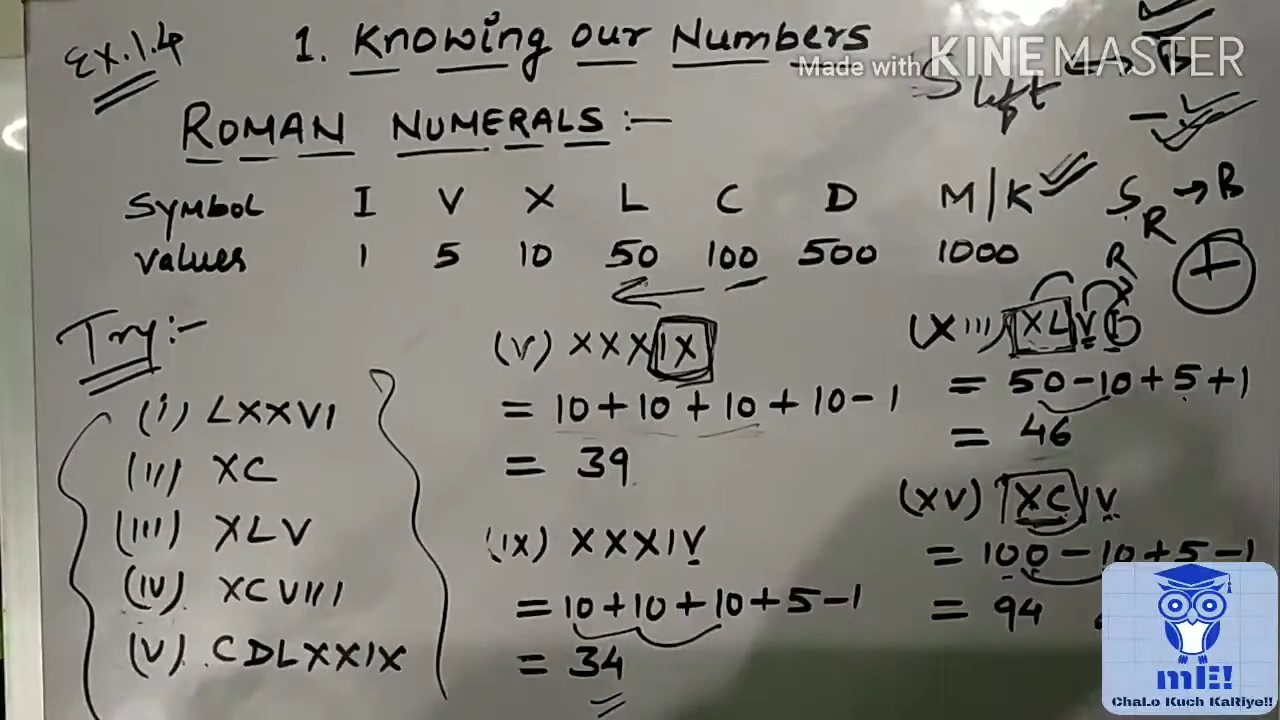 Ex.1.4
1. Knowing our Numbers
Made with KINEMASTER
S left → B
ROMAN NUMERALS :-
Symbol I V X L C D M/K
values 1 5 10 50 100 500 1000
S → B
R
R
+
Try:-
(i) LXXVI
(ii) XC
(iii) XLV
(iv) XCVIII
(v) CDLXXIX
(v) XXXIX
= 10+10+10+10-1
= 39
(ix) XXXIV
= 10+10+10+5-1
= 34
(xiii) XLVI
= 50-10+5+1
= 46
(xv) XCIV
= 100-10+5-1
= 94
mE!
ChaLo Kuch KaRiye!!